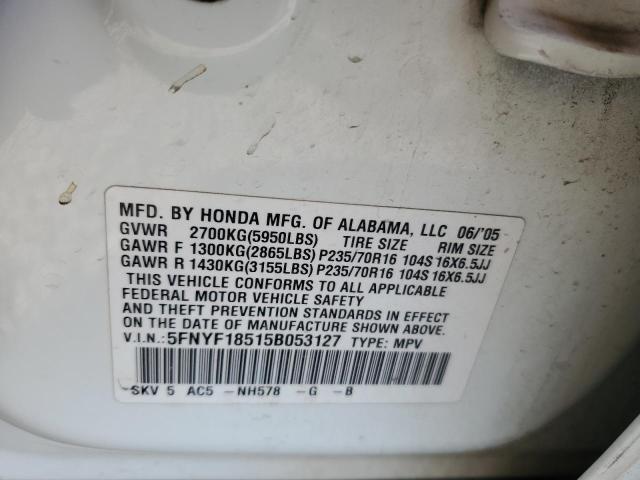 MFD. BY HONDA MFG. OF ALABAMA, LLC 06/'05
GVWR 2700KG(5950LBS) TIRE SIZE RIM SIZE
GAWR F 1300KG(2865LBS) P235/70R16 104S 16X6.5JJ
GAWR R 1430KG(3155LBS) P235/70R16 104S 16X6.5JJ
THIS VEHICLE CONFORMS TO ALL APPLICABLE
FEDERAL MOTOR VEHICLE SAFETY
AND THEFT PREVENTION STANDARDS IN EFFECT
ON THE DATE OF MANUFACTURE SHOWN ABOVE.
V.I.N.: 5FNYF18515B053127 TYPE: MPV
SKV 5 AC5 -NH578 -G -B